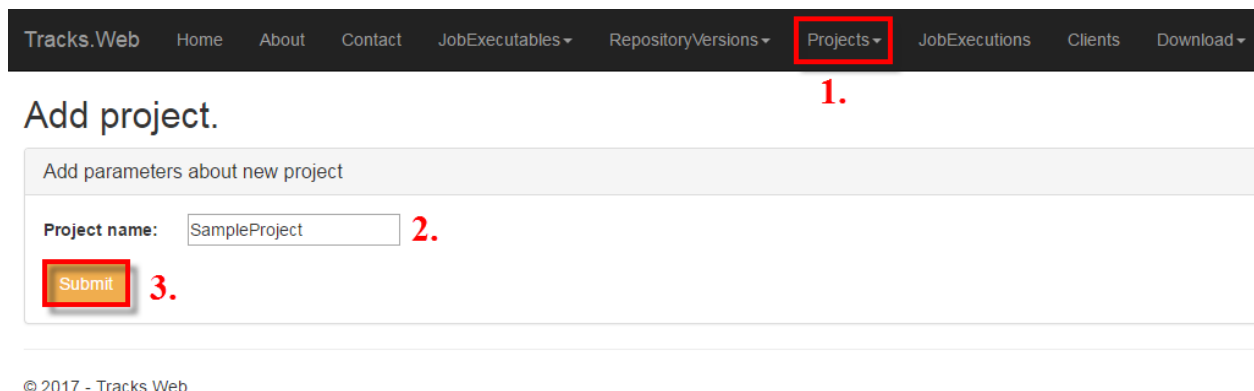 Tracks.Web Home About Contact JobExecutables RepositoryVersions Projects JobExecutions Clients Download
1.
Add project.
Add parameters about new project
Project name: SampleProject 2.
Submit 3.
© 2017 - Tracks.Web